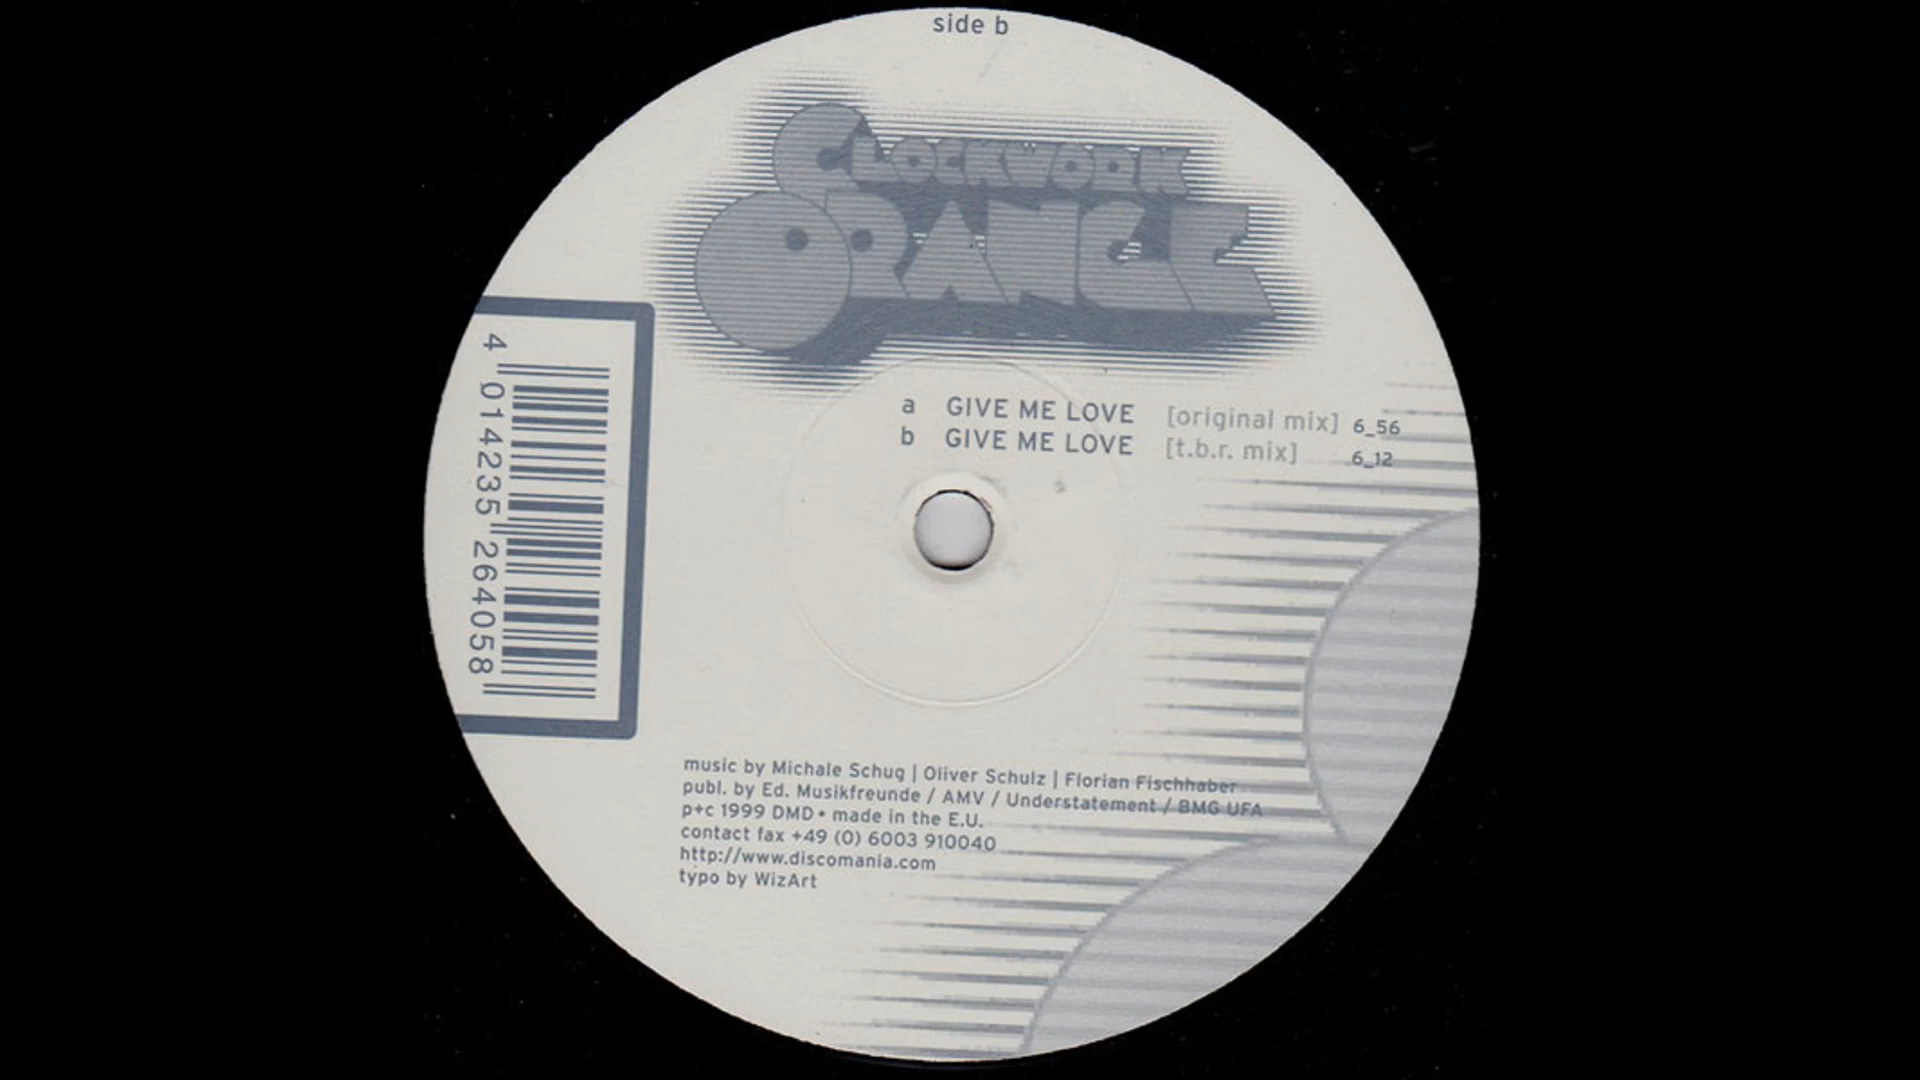 side b
CLOCKWORK
ORANGE
a GIVE ME LOVE [original mix] 6_56
b GIVE ME LOVE [t.b.r. mix] 6_12
4 014235 264058
music by Michale Schug | Oliver Schulz | Florian Fischhaber
publ. by Ed. Musikfreunde / AMV / Understatement / BMG UFA
p+c 1999 DMD • made in the E.U.
contact fax +49 (0) 6003 910040
http://www.discomania.com
typo by WizArt